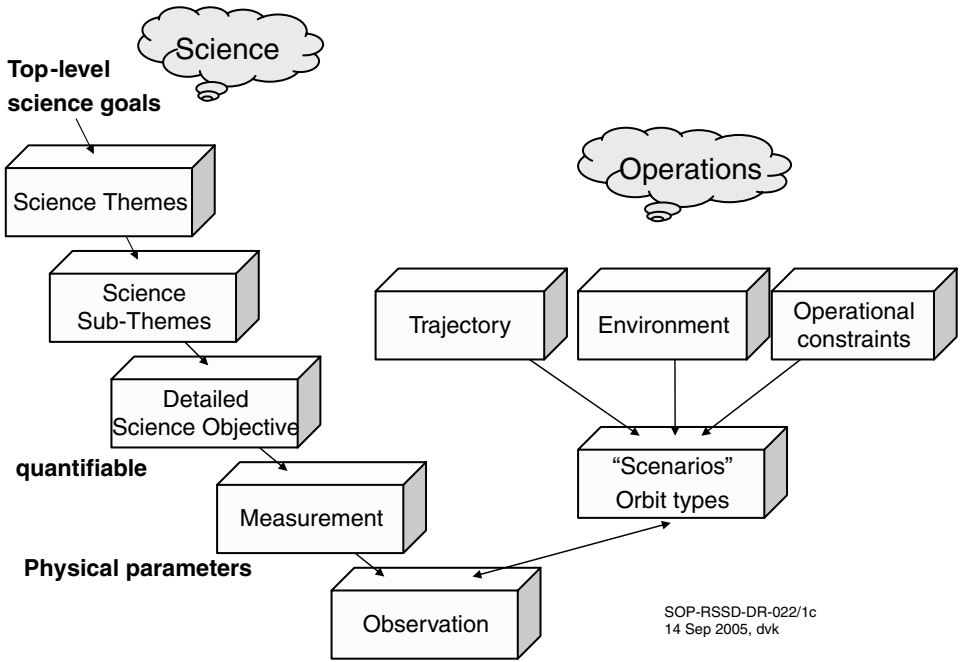 Science
Top-level
science goals
Operations
Science Themes
Science
Sub-Themes
Trajectory
Environment
Operational
constraints
Detailed
Science Objective
quantifiable
“Scenarios”
Orbit types
Measurement
Physical parameters
Observation
SOP-RSSD-DR-022/1c
14 Sep 2005, dvk